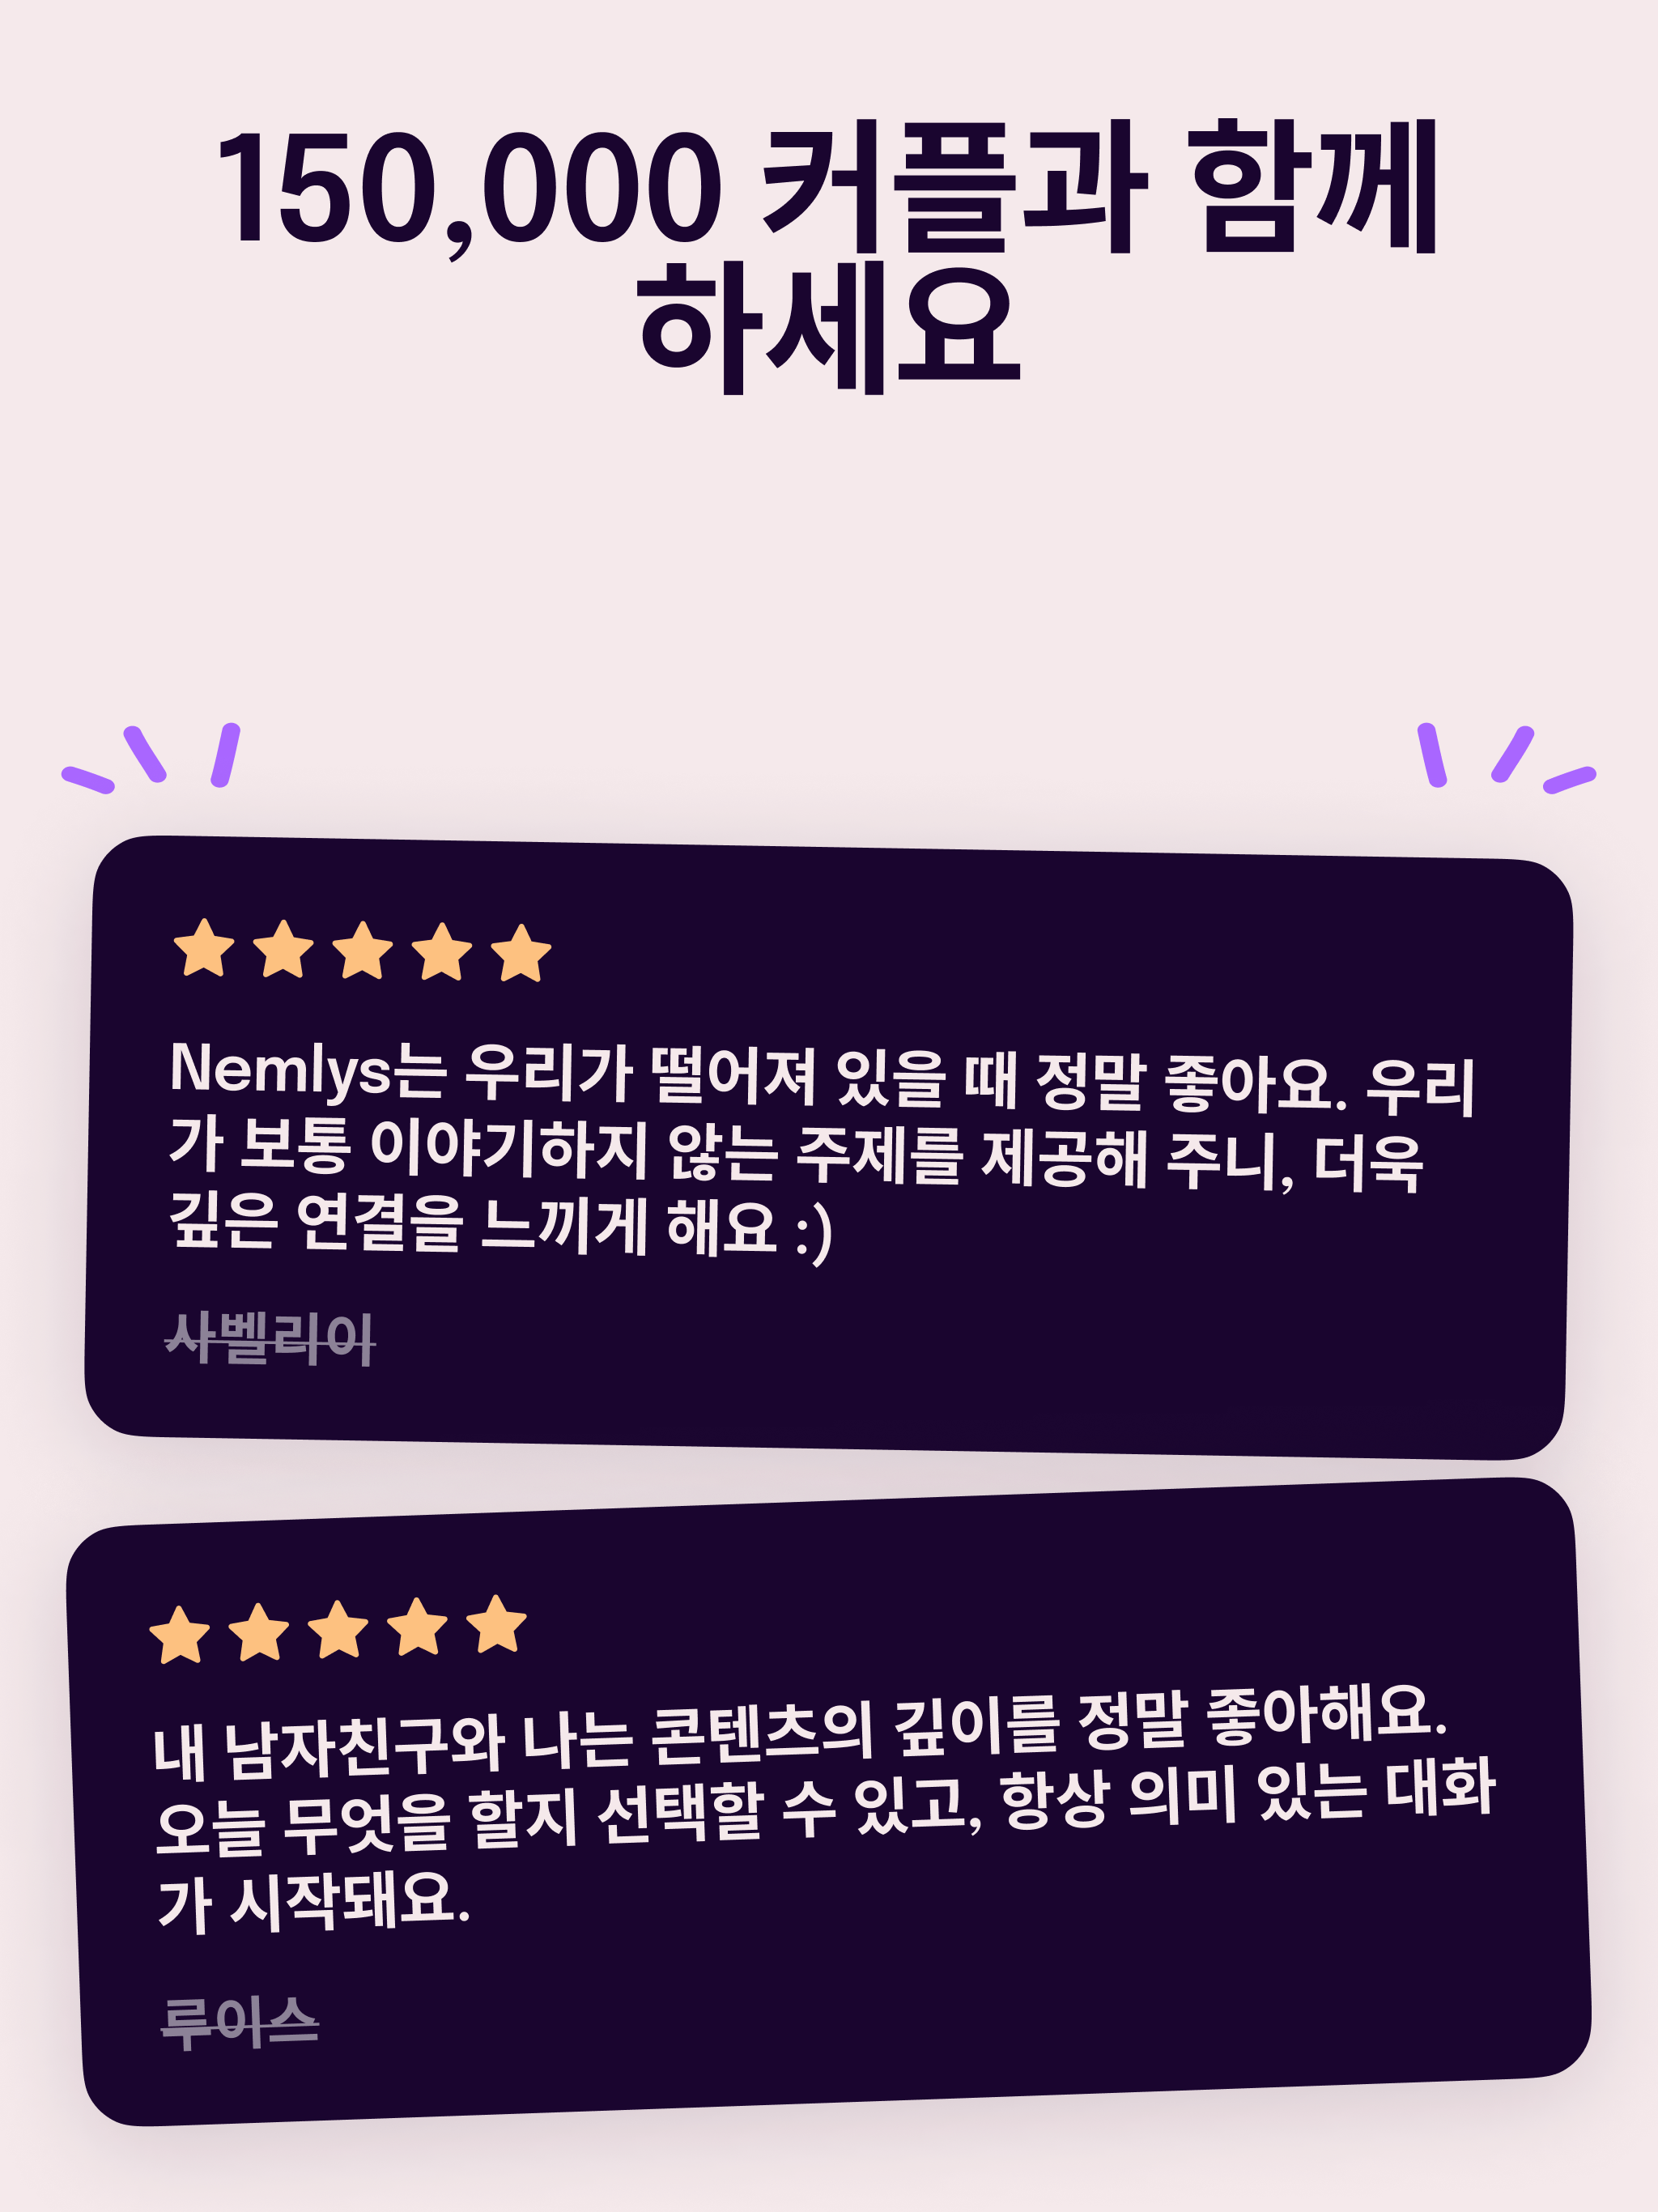 150,000 커플과 함께
하세요
Nemlys는 우리가 떨어져 있을 때 정말 좋아요. 우리
가 보통 이야기하지 않는 주제를 제공해 주니, 더욱
깊은 연결을 느끼게 해요 :)
사벨라아
내 남자친구와 나는 콘텐츠의 깊이를 정말 좋아해요.
오늘 무엇을 할지 선택할 수 있고, 항상 의미 있는 대화
가 시작돼요.
루이스